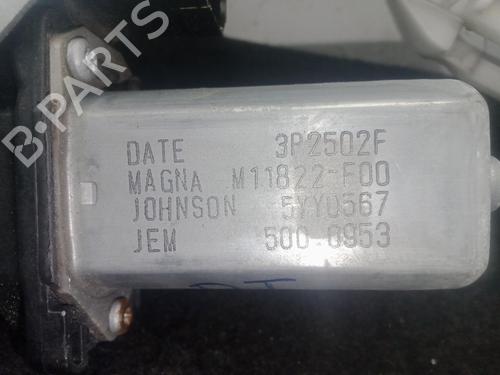 B-PARTS
DATE 3P2502F
MAGNA M11822-F00
JOHNSON 5YY0567
JEM 500 0953